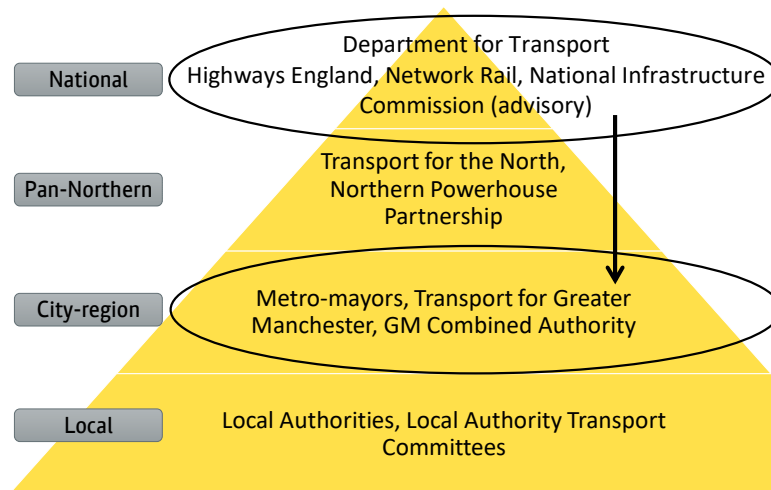 National
Department for Transport
Highways England, Network Rail, National Infrastructure
Commission (advisory)
Pan-Northern
Transport for the North,
Northern Powerhouse
Partnership
City-region
Metro-mayors, Transport for Greater
Manchester, GM Combined Authority
Local
Local Authorities, Local Authority Transport
Committees